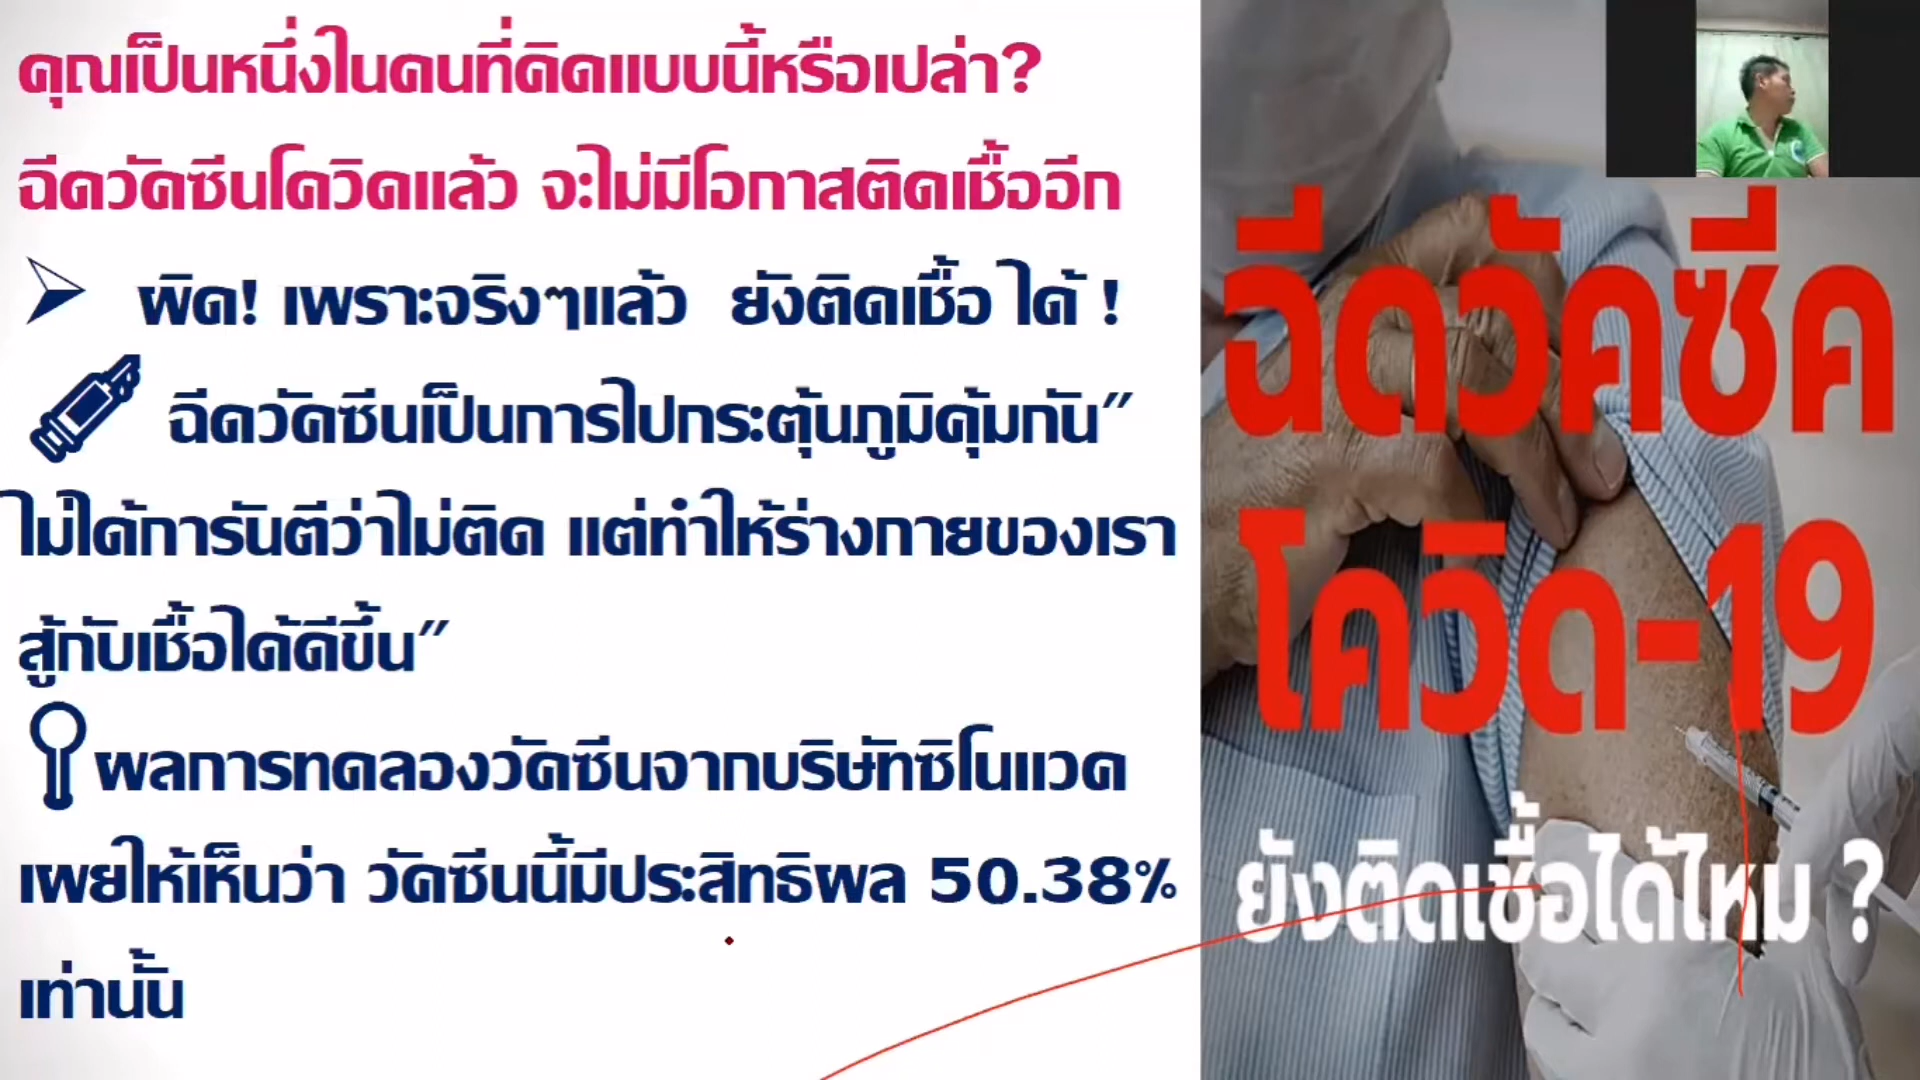 คุณเป็นหนึ่งในคนที่คิดแบบนี้หรือเปล่า?
ฉีดวัคซีนโควิดแล้ว จะไม่มีโอกาสติดเชื้ออีก
ผิด! เพราะจริงๆแล้ว ยังติดเชื้อ ได้ !
ฉีดวัคซีนเป็นการไปกระตุ้นภูมิคุ้มกัน”
ไม่ได้การันตีว่าไม่ติด แต่ทำให้ร่างกายของเรา
สู้กับเชื้อได้ดีขึ้น”
ผลการทดลองวัคซีนจากบริษัทซิโนแวด
เผยให้เห็นว่า วัคซีนนี้มีประสิทธิผล 50.38%
เท่านั้น
ฉีดวัคซีค
โควิด-19
ยังติดเชื้อได้ไหม ?